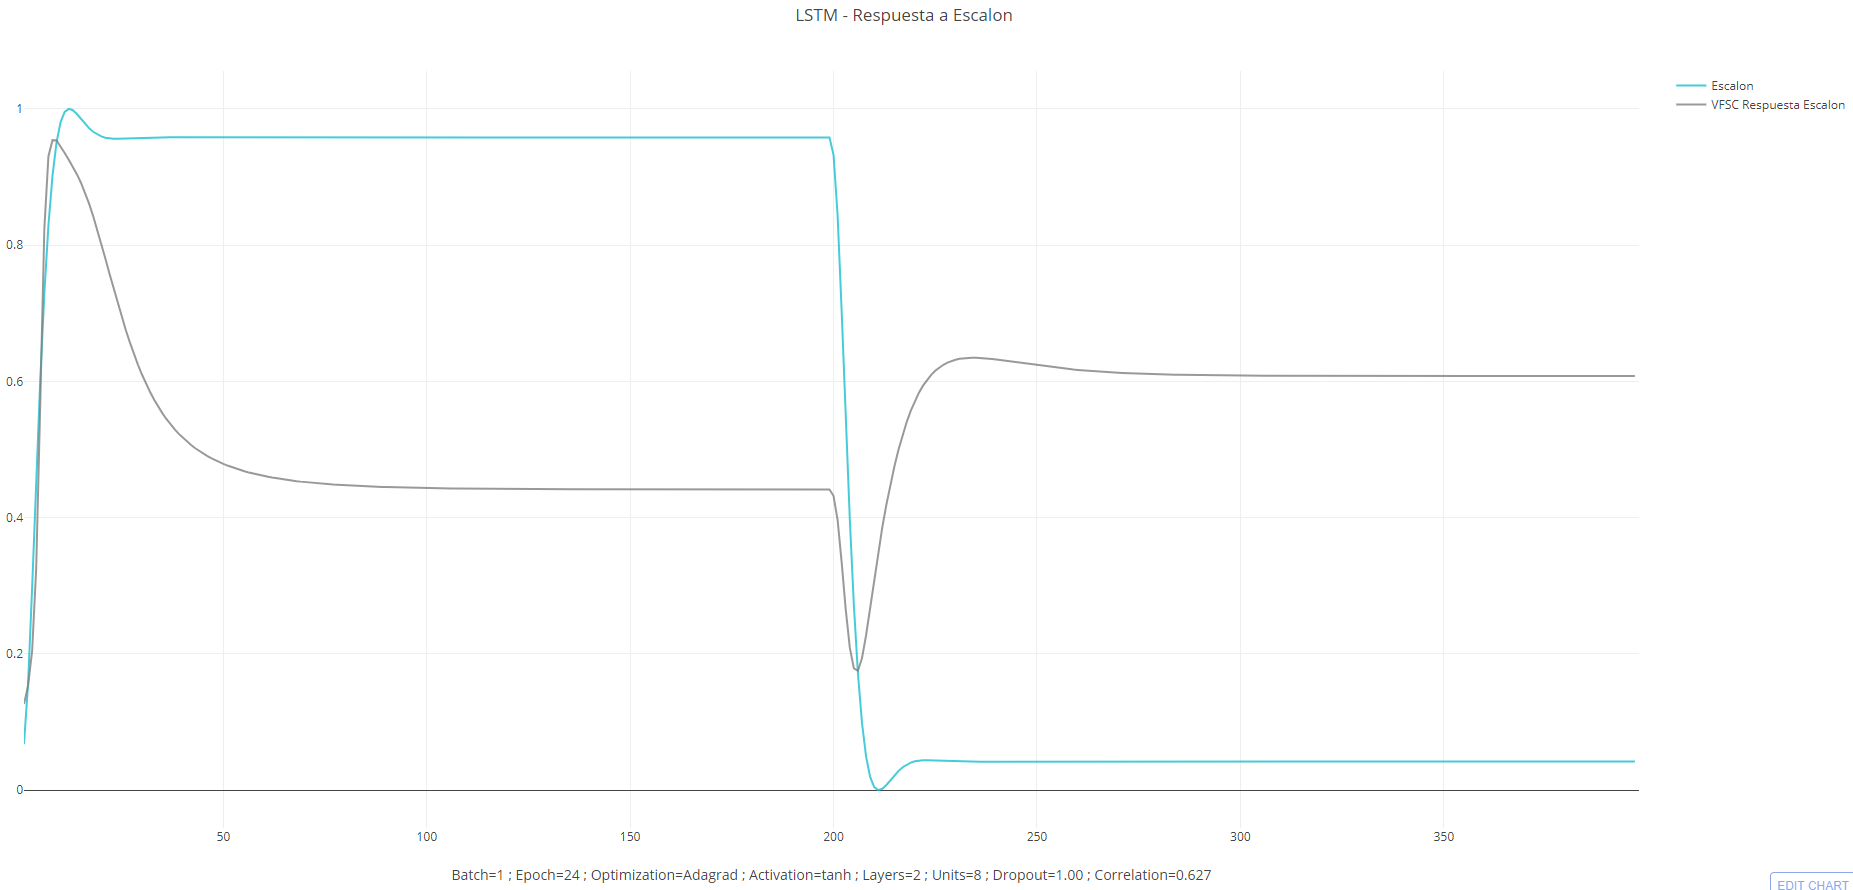 LSTM - Respuesta a Escalon
Escalon
VFSC Respuesta Escalon
1
0.8
0.6
0.4
0.2
0
50 100 150 200 250 300 350
Batch=1 ; Epoch=24 ; Optimization=Adagrad ; Activation=tanh ; Layers=2 ; Units=8 ; Dropout=1.00 ; Correlation=0.627
EDIT CHART